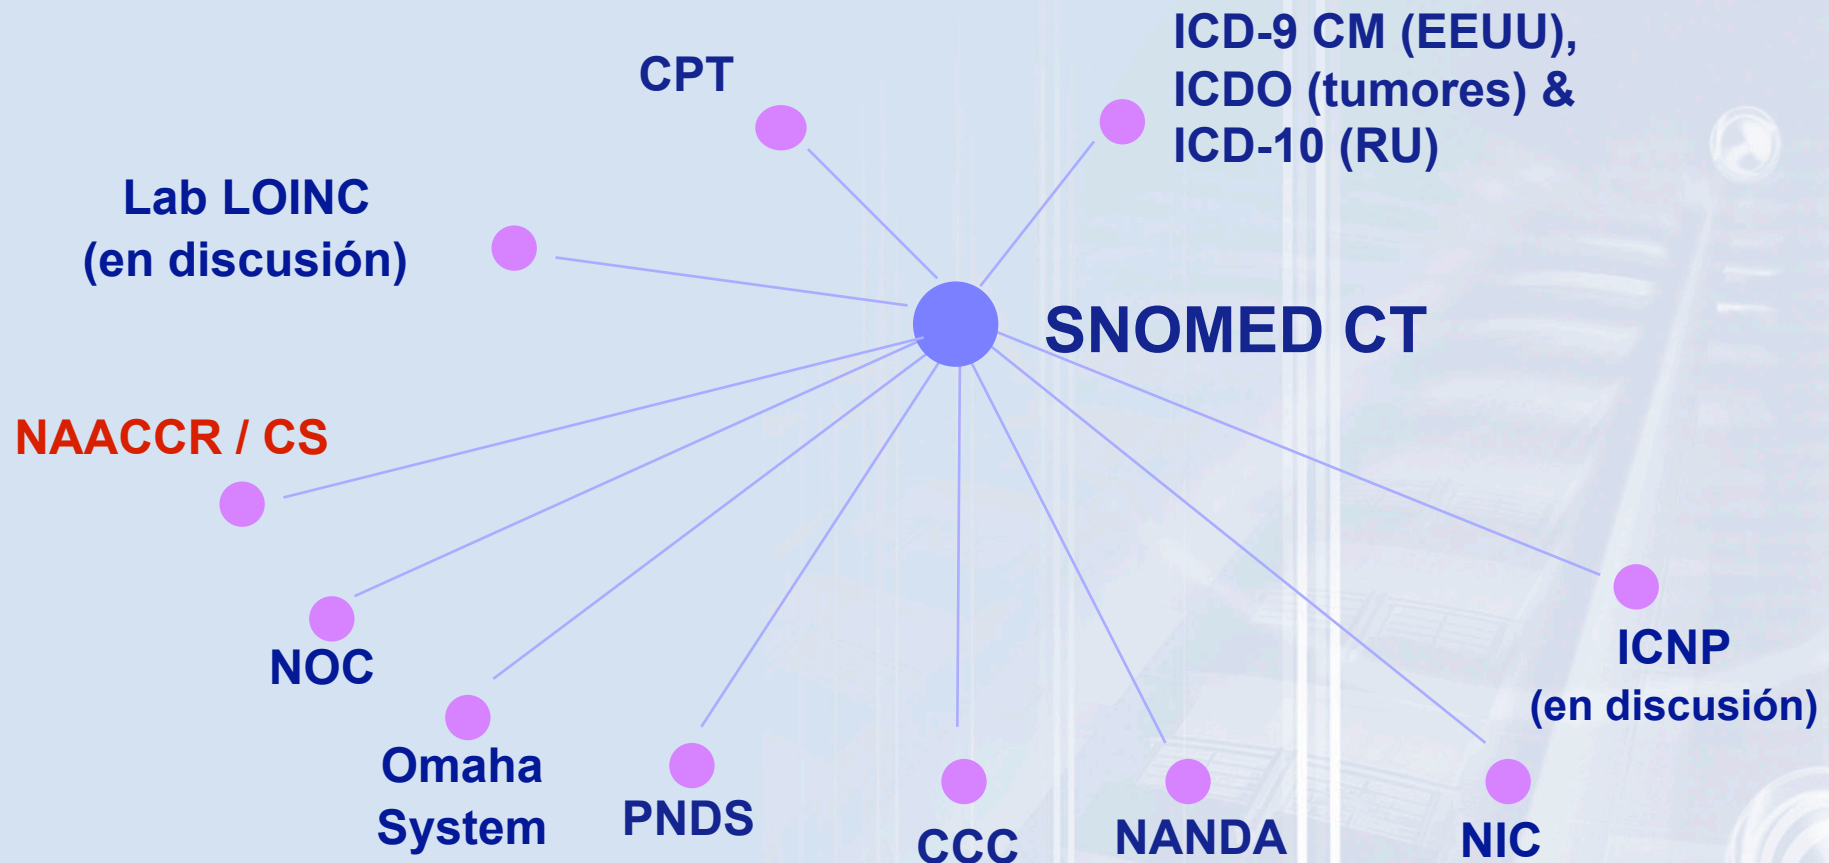 ICD-9 CM (EEUU),
ICDO (tumores) &
ICD-10 (RU)
CPT
Lab LOINC
(en discusión)
SNOMED CT
NAACCR / CS
NOC
Omaha
System
PNDS
CCC
NANDA
NIC
ICNP
(en discusión)